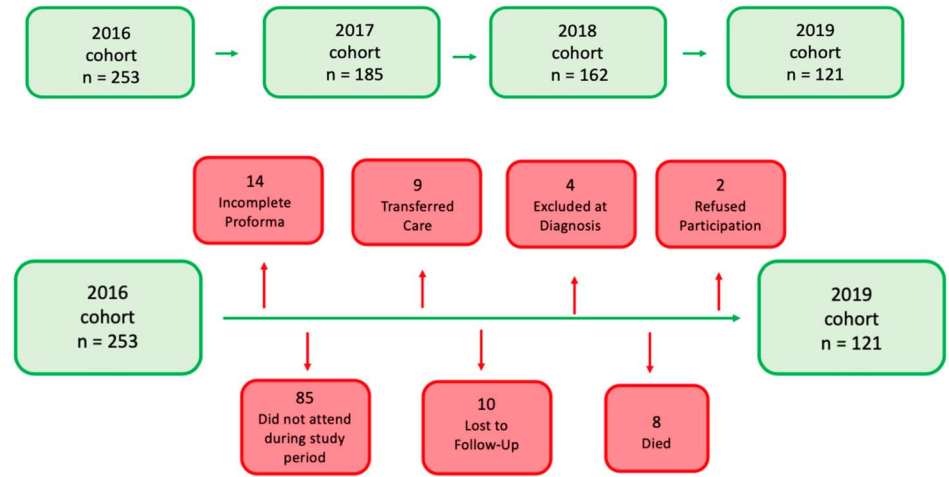 2016
cohort
n = 253
2017
cohort
n = 185
2018
cohort
n = 162
2019
cohort
n = 121
14
Incomplete
Proforma
9
Transferred
Care
4
Excluded at
Diagnosis
2
Refused
Participation
2016
cohort
n = 253
2019
cohort
n = 121
85
Did not attend
during study
period
10
Lost to
Follow-Up
8
Died